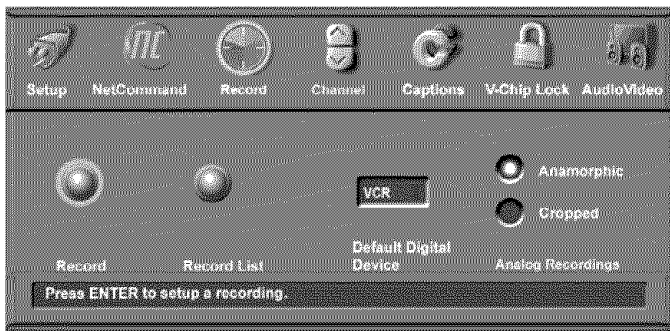 Setup NetCommand Record Channel Captions V-Chip Lock AudioVideo
VCR
Anamorphic
Cropped
Record Record List Default Digital Device Analog Recordings
Press ENTER to setup a recording.